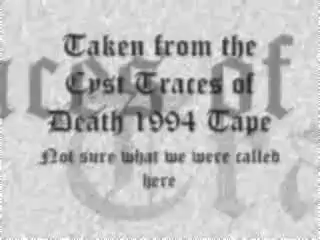 Taken from the
Cyst Traces of
Death 1994 Tape
Not sure what we were called
here